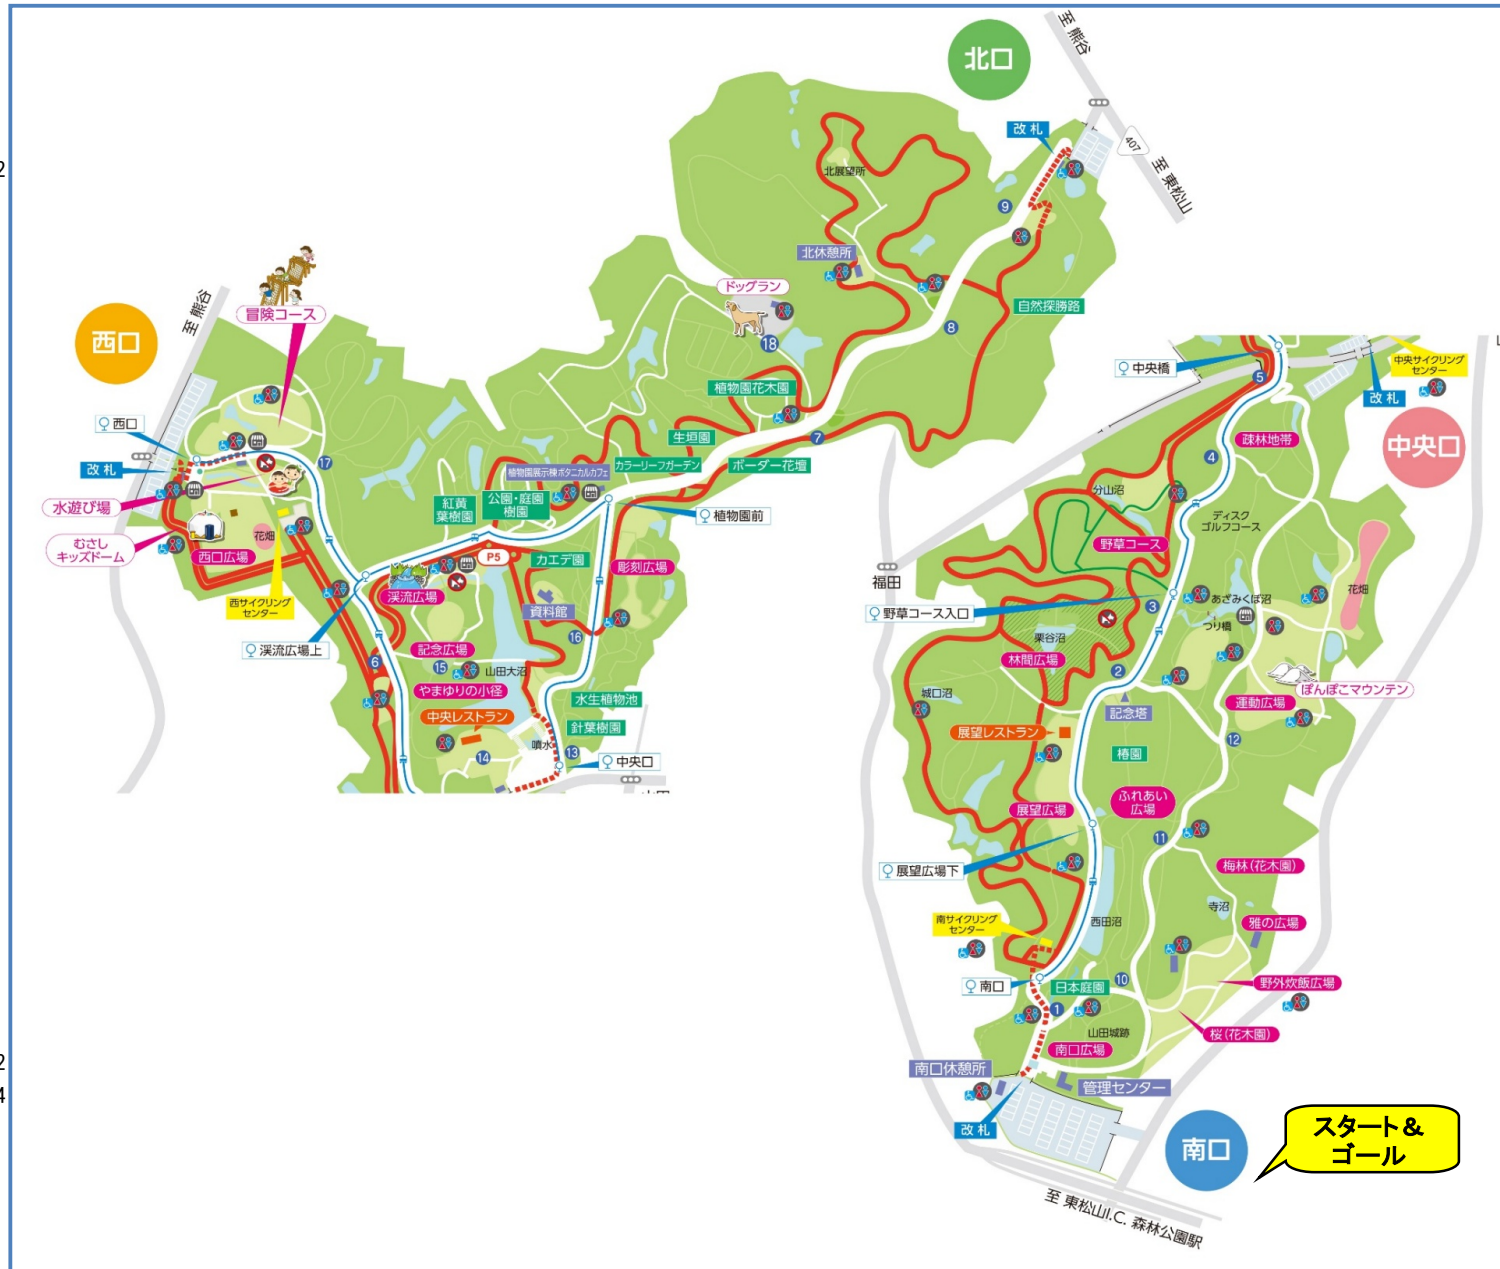 至 熊谷
北口
407
至 東松山
改 札
2
北展望所
9
北休憩所
ドッグラン
自然探勝路
8
18
至 熊谷
冒険コース
西口
植物園花木園
7
生垣園
カラーリーフガーデン
ボーダー花壇
植物園展示棟ボタニカルカフェ
公園・庭園
樹園
紅黄
葉樹園
植物園前
西口
改 札
17
水遊び場
むさし
キッズドーム
花畑
西口広場
西サイクリング
センター
P5
カエデ園
彫刻広場
渓流広場
資料館
16
渓流広場上
6
記念広場
15
山田大沼
やまゆりの小径
水生植物池
中央レストラン
針葉樹園
噴水
13
14
中央口
中央橋
5
中央サイクリング
センター
改 札
中央口
疎林地帯
4
分山沼
ディスク
ゴルフコース
野草コース
福田
花畑
野草コース入口
3
あざみくぼ沼
つり橋
栗谷沼
林間広場
2
城口沼
ぽんぽこマウンテン
運動広場
記念塔
展望レストラン
12
椿園
ふれあい
広場
展望広場
11
梅林(花木園)
展望広場下
西田沼
寺沼
雅の広場
南サイクリング
センター
南口
日本庭園
10
野外炊飯広場
1
山田城跡
桜(花木園)
南口広場
2
4
南口休憩所
管理センター
改 札
南口
スタート&
ゴール
至 東松山I.C. 森林公園駅